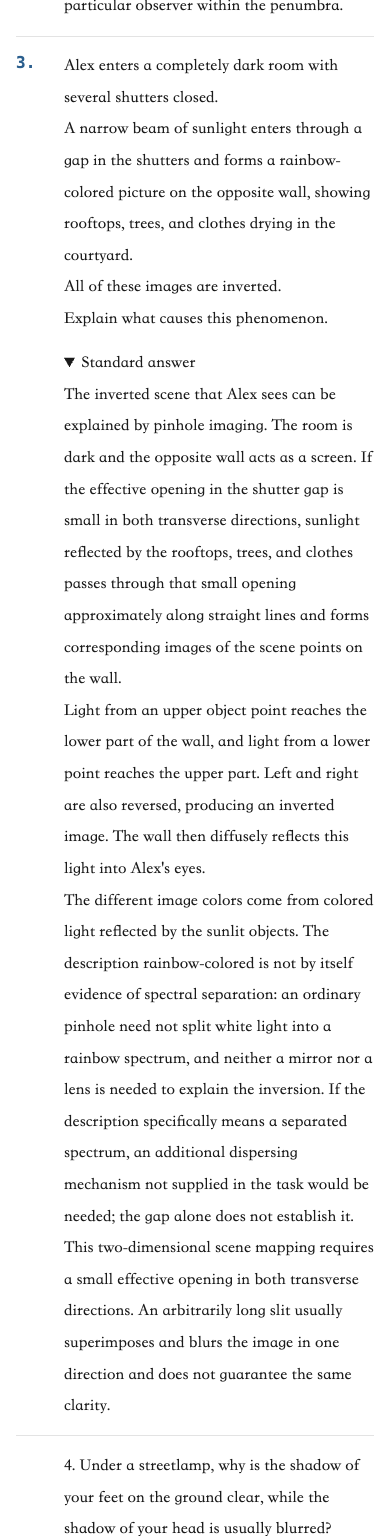 particular observer within the penumbra.
3. Alex enters a completely dark room with
several shutters closed.
A narrow beam of sunlight enters through a
gap in the shutters and forms a rainbow-
colored picture on the opposite wall, showing
rooftops, trees, and clothes drying in the
courtyard.
All of these images are inverted.
Explain what causes this phenomenon.
▼ Standard answer
The inverted scene that Alex sees can be
explained by pinhole imaging. The room is
dark and the opposite wall acts as a screen. If
the effective opening in the shutter gap is
small in both transverse directions, sunlight
reflected by the rooftops, trees, and clothes
passes through that small opening
approximately along straight lines and forms
corresponding images of the scene points on
the wall.
Light from an upper object point reaches the
lower part of the wall, and light from a lower
point reaches the upper part. Left and right
are also reversed, producing an inverted
image. The wall then diffusely reflects this
light into Alex's eyes.
The different image colors come from colored
light reflected by the sunlit objects. The
description rainbow-colored is not by itself
evidence of spectral separation: an ordinary
pinhole need not split white light into a
rainbow spectrum, and neither a mirror nor a
lens is needed to explain the inversion. If the
description specifically means a separated
spectrum, an additional dispersing
mechanism not supplied in the task would be
needed; the gap alone does not establish it.
This two-dimensional scene mapping requires
a small effective opening in both transverse
directions. An arbitrarily long slit usually
superimposes and blurs the image in one
direction and does not guarantee the same
clarity.
4. Under a streetlamp, why is the shadow of
your feet on the ground clear, while the
shadow of your head is usually blurred?